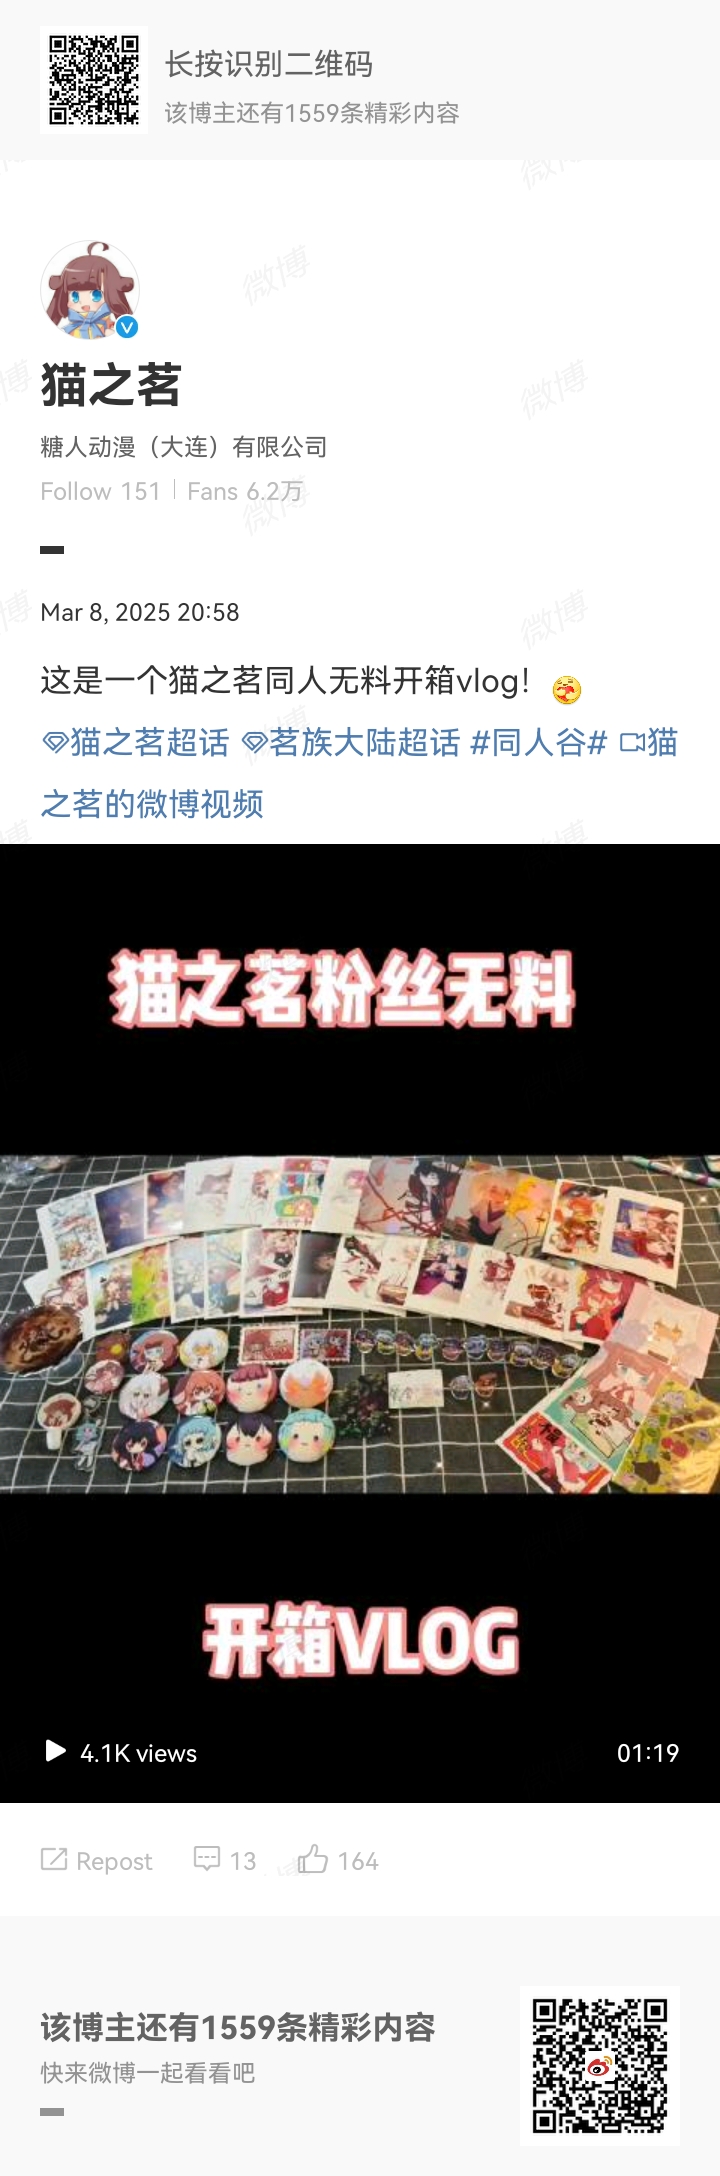 长按识别二维码
该博主还有1559条精彩内容
猫之茗
糖人动漫（大连）有限公司
Follow 151 | Fans 6.2万
Mar 8, 2025 20:58
这是一个猫之茗同人无料开箱vlog！
猫之茗超话 茗族大陆超话 #同人谷# 猫
之茗的微博视频
猫之茗粉丝无料
开箱VLOG
4.1K views 01:19
Repost 13 164
该博主还有1559条精彩内容
快来微博一起看看吧
微博